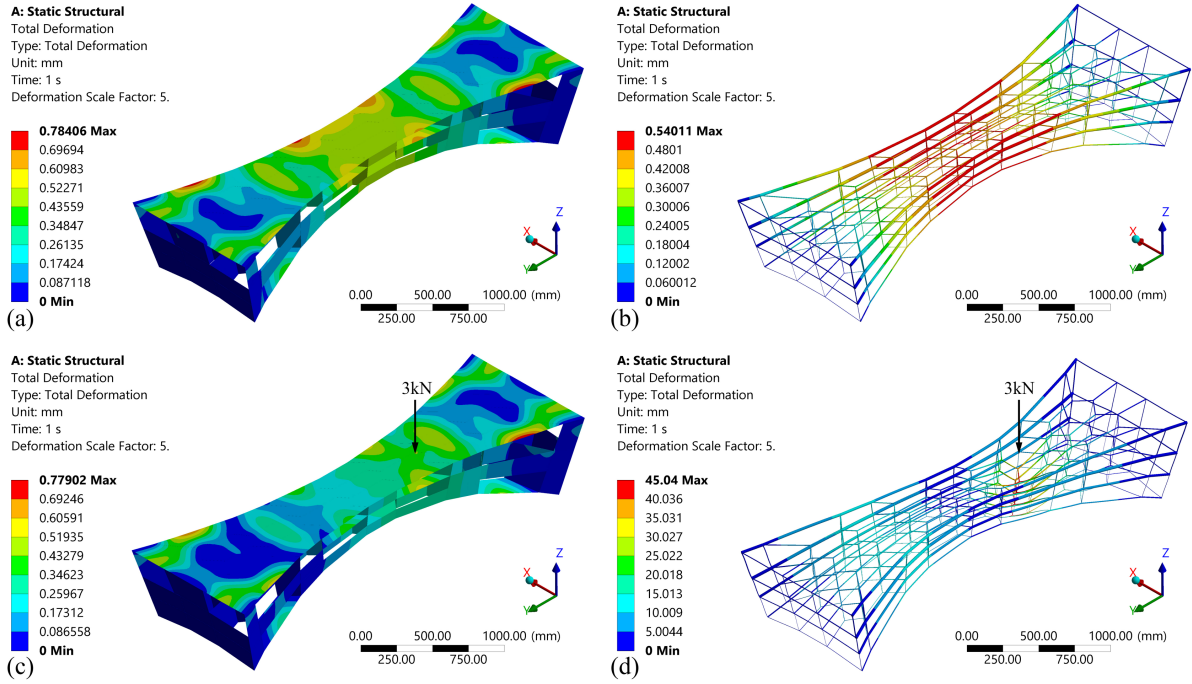 A: Static Structural
Total Deformation
Type: Total Deformation
Unit: mm
Time: 1 s
Deformation Scale Factor: 5.
0.78406 Max
0.69694
0.60983
0.52271
0.43559
0.34847
0.26135
0.17424
0.087118
0 Min
Z
X
Y
0.00 500.00 1000.00 (mm)
250.00 750.00
(a)
A: Static Structural
Total Deformation
Type: Total Deformation
Unit: mm
Time: 1 s
Deformation Scale Factor: 5.
0.54011 Max
0.4801
0.42008
0.36007
0.30006
0.24005
0.18004
0.12002
0.060012
0 Min
Z
X
Y
0.00 500.00 1000.00 (mm)
250.00 750.00
(b)
A: Static Structural
Total Deformation
Type: Total Deformation
Unit: mm
Time: 1 s
Deformation Scale Factor: 5.
3kN
0.77902 Max
0.69246
0.60591
0.51935
0.43279
0.34623
0.25967
0.17312
0.086558
0 Min
Z
X
Y
0.00 500.00 1000.00 (mm)
250.00 750.00
(c)
A: Static Structural
Total Deformation
Type: Total Deformation
Unit: mm
Time: 1 s
Deformation Scale Factor: 5.
3kN
45.04 Max
40.036
35.031
30.027
25.022
20.018
15.013
10.009
5.0044
0 Min
Z
X
Y
0.00 500.00 1000.00 (mm)
250.00 750.00
(d)